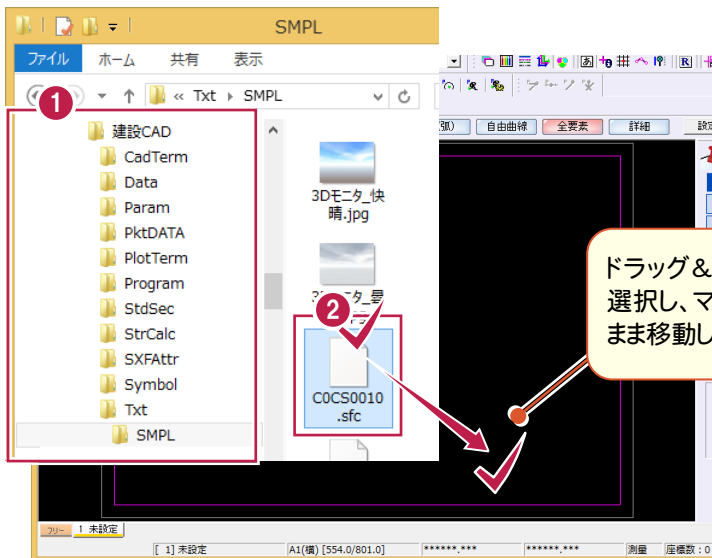 SMPL
ファイル ホーム 共有 表示
« Txt ▸ SMPL
1
建設CAD
CadTerm
Data
Param
PktDATA
PlotTerm
Program
StdSec
StrCalc
SXFAttr
Symbol
Txt
SMPL
3Dモニタ_快
晴.jpg
2
C0CS0010
.sfc
自由曲線 全要素 詳細
ドラッグ&
選択し、マ
まま移動し
フリー 1 未設定
[ 1] 未設定 A1(横) [554.0/801.0] ******.*** ******.*** 測量 座標数:0